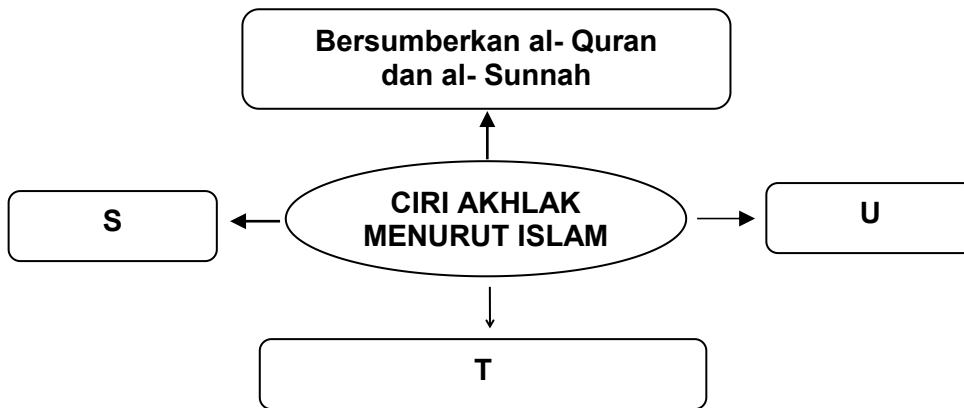 Bersumberkan al- Quran
dan al- Sunnah
CIRI AKHLAK
MENURUT ISLAM
S
U
T